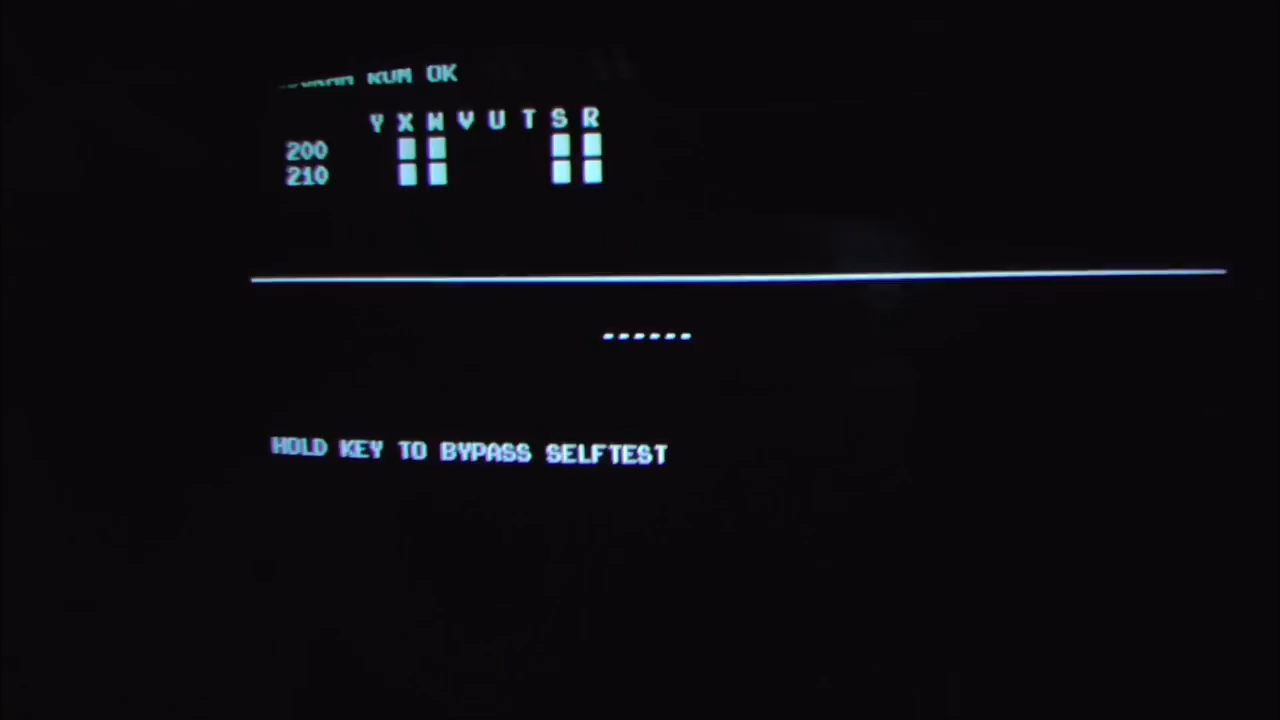 ROM OK
Y X W V U T S R
200
210
------
HOLD KEY TO BYPASS SELFTEST